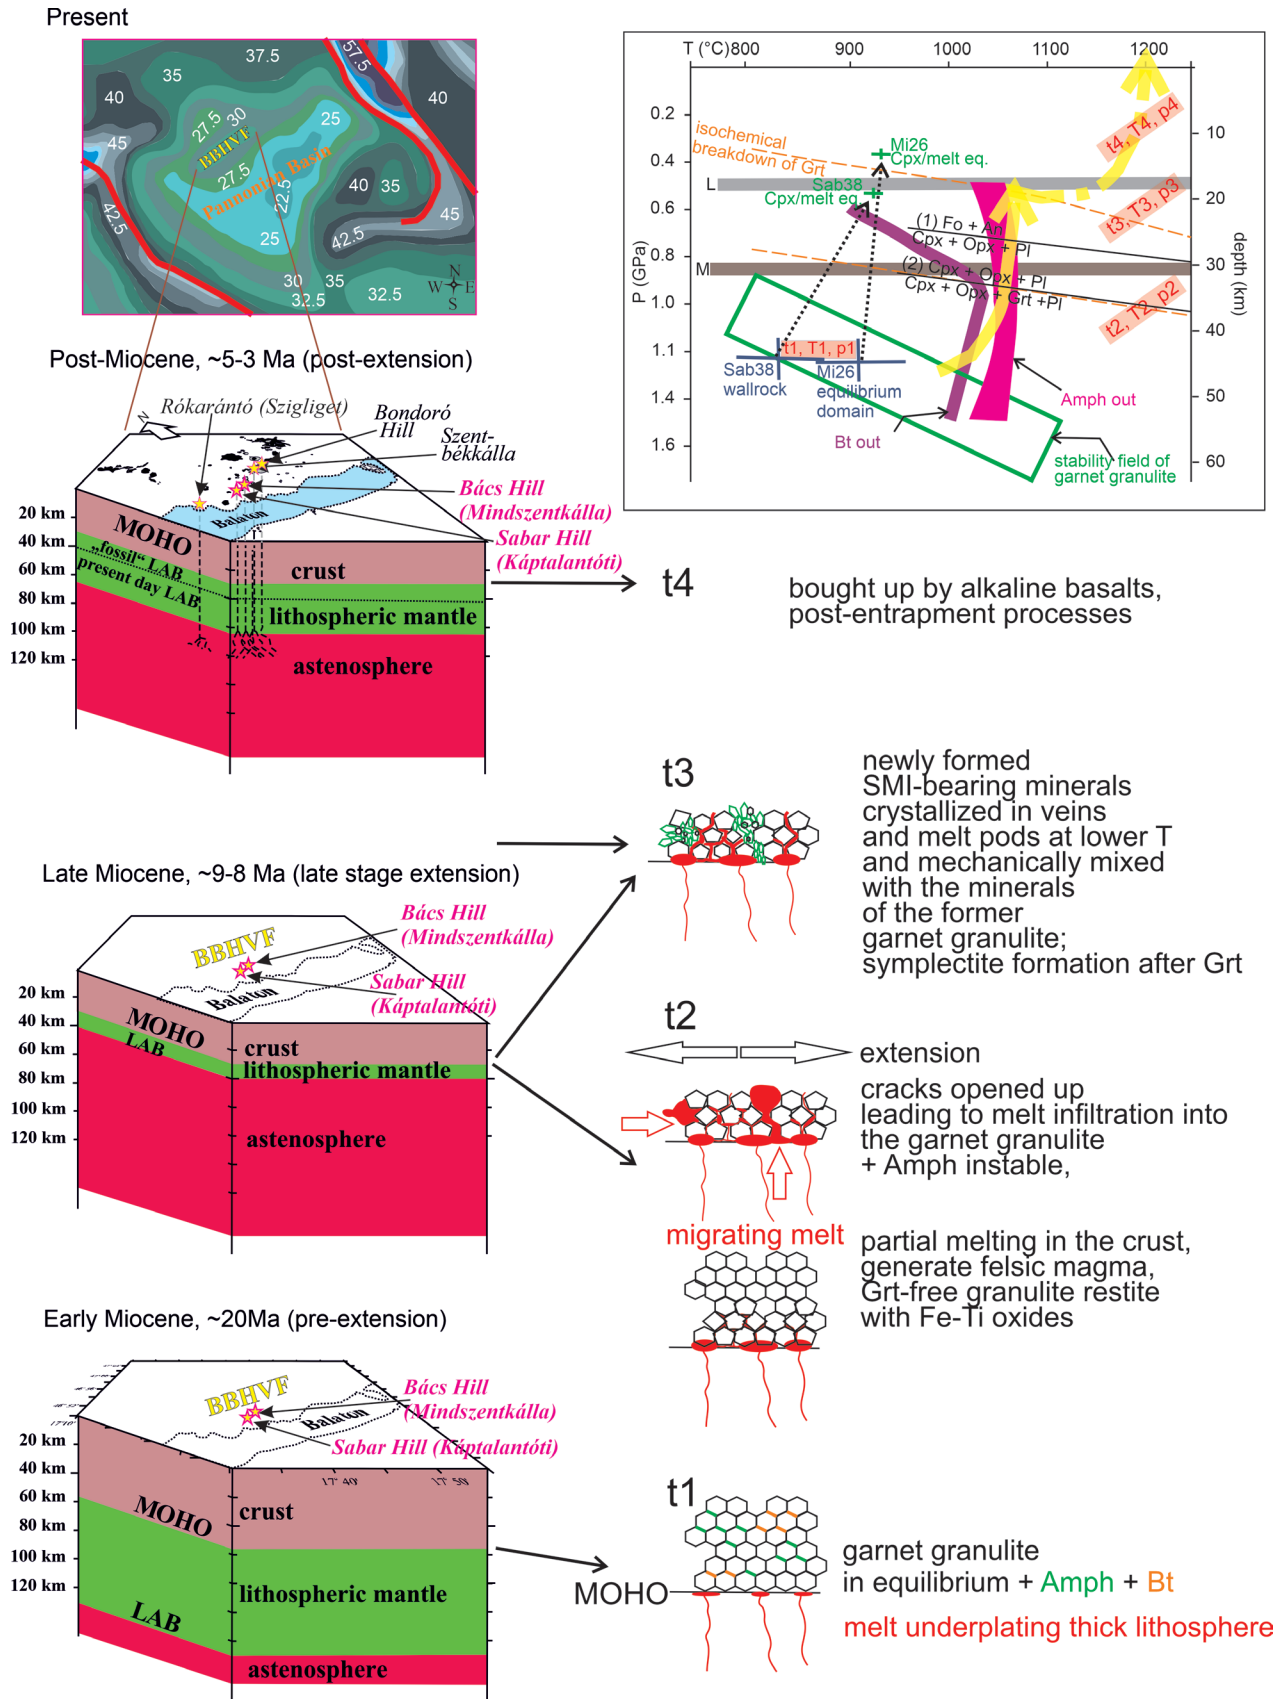 Present
37.5
57.5
35
40
40
45
27.5
30
25
BBHVF
27.5
Pannonian Basin
22.5
40
35
42.5
45
42.5
25
30
35
32.5
32.5
N
W E
S
T (°C)
800
900
1000
1100
1200
0.2
0.4
0.6
0.8
1.0
1.1
1.4
1.6
P (GPa)
10
20
30
40
50
60
depth (km)
isochemical
breakdown of Grt
Mi26
Cpx/melt eq.
L
Sab38
Cpx/melt eq.
t4, T4, p4
t3, T3, p3
(1) Fo + An
Cpx + Opx + Pl
M
(2) Cpx + Opx + Pl
Cpx + Opx + Grt +Pl
t2, T2, p2
t1, T1, p1
Sab38
wallrock
Mi26
equilibrium
domain
Amph out
Bt out
stability field of
garnet granulite
Post-Miocene, ~5-3 Ma (post-extension)
N
Rókarántó (Szigliget)
Bondoró
Hill
Szent-
békkálla
Bács Hill
(Mindszentkálla)
Sabar Hill
(Káptalantóti)
Balaton
20 km
40 km
60 km
80 km
100 km
120 km
MOHO
„fossil“ LAB
present day LAB
crust
lithospheric mantle
astenosphere
t4
bought up by alkaline basalts,
post-entrapment processes
t3
newly formed
SMI-bearing minerals
crystallized in veins
and melt pods at lower T
and mechanically mixed
with the minerals
of the former
garnet granulite;
symplectite formation after Grt
Late Miocene, ~9-8 Ma (late stage extension)
BBHVF
Bács Hill
(Mindszentkálla)
Sabar Hill
(Káptalantóti)
Balaton
20 km
40 km
60 km
80 km
100 km
120 km
MOHO
LAB
crust
lithospheric mantle
astenosphere
t2
extension
cracks opened up
leading to melt infiltration into
the garnet granulite
+ Amph instable,
migrating melt
partial melting in the crust,
generate felsic magma,
Grt-free granulite restite
with Fe-Ti oxides
Early Miocene, ~20Ma (pre-extension)
BBHVF
Bács Hill
(Mindszentkálla)
Balaton
Sabar Hill (Káptalantóti)
17° 40'
17° 50'
20 km
40 km
60 km
80 km
100 km
120 km
MOHO
LAB
crust
lithospheric mantle
astenosphere
t1
MOHO
garnet granulite
in equilibrium + Amph + Bt
melt underplating thick lithosphere